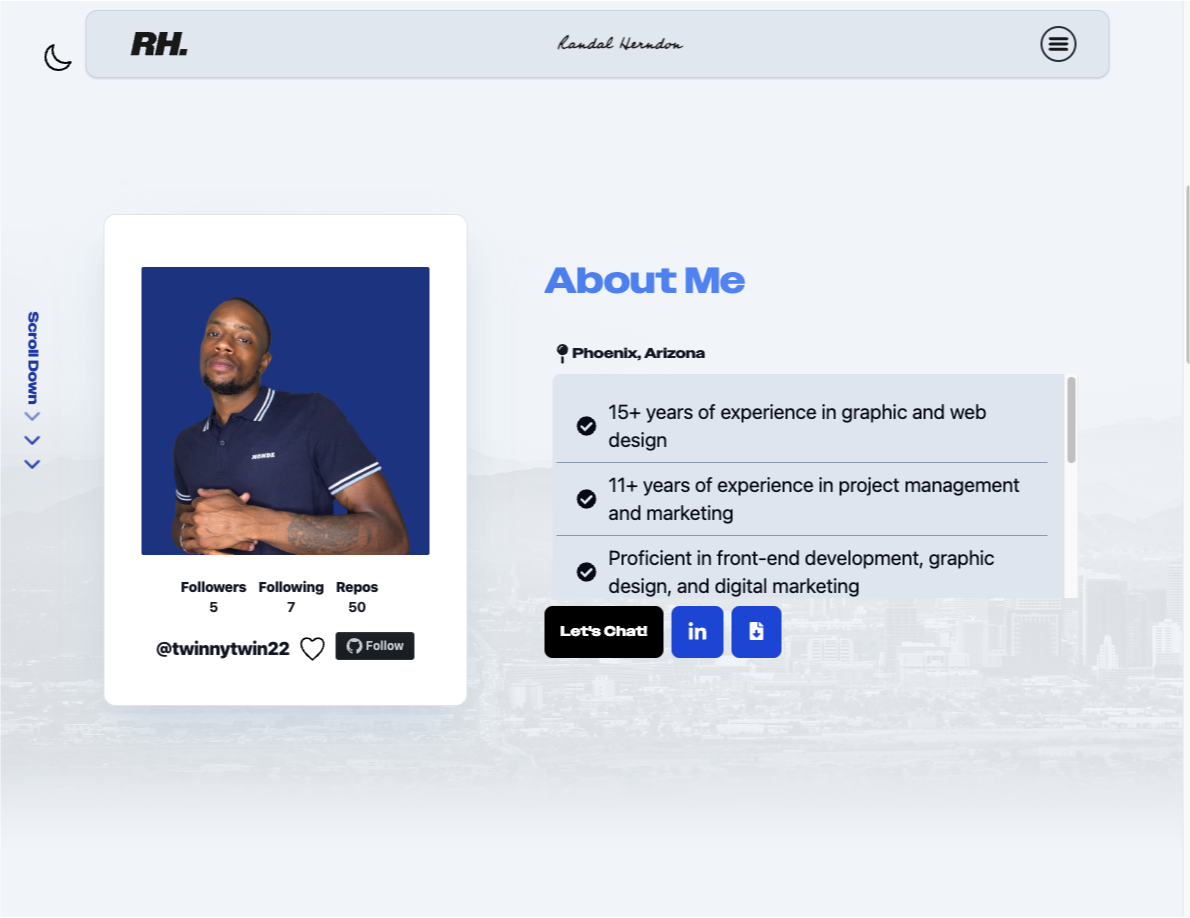 RH.
Randal Herndon
Scroll Down
About Me
Phoenix, Arizona
15+ years of experience in graphic and web
design
11+ years of experience in project management
and marketing
Proficient in front-end development, graphic
design, and digital marketing
Let's Chat!
in
Followers Following Repos
5 7 50
@twinnytwin22 Follow